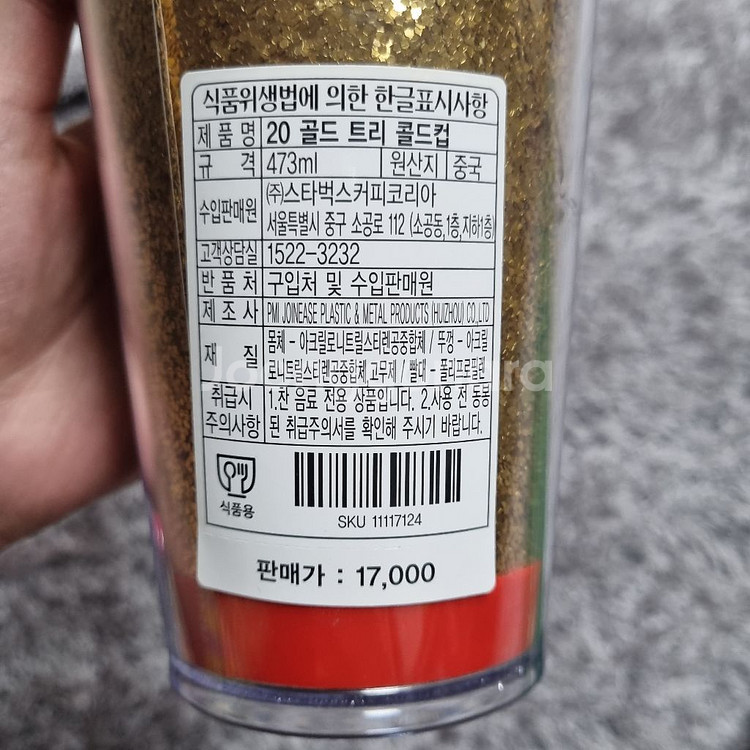 식품위생법에 의한 한글표시사항
제 품 명 20 골드 트리 콜드컵
규 격 473ml 원산지 중국
수입판매원 ㈜스타벅스커피코리아
서울특별시 중구 소공로 112 (소공동,1층,지하1층)
고객상담실 1522-3232
반 품 처 구입처 및 수입판매원
제 조 사 PMI JOINEASE PLASTIC & METAL PRODUCTS (HUIZHOU) CO.,LTD
재 질 몸체 - 아크릴로니트릴스티렌공중합체 / 뚜껑 - 아크릴
로니트릴스티렌공중합체,고무제 / 빨대 - 폴리프로필렌
취급시 1.찬 음료 전용 상품입니다. 2.사용 전 동봉
주의사항 된 취급주의서를 확인해 주시기 바랍니다.
식품용
SKU 11117124
판매가 : 17,000